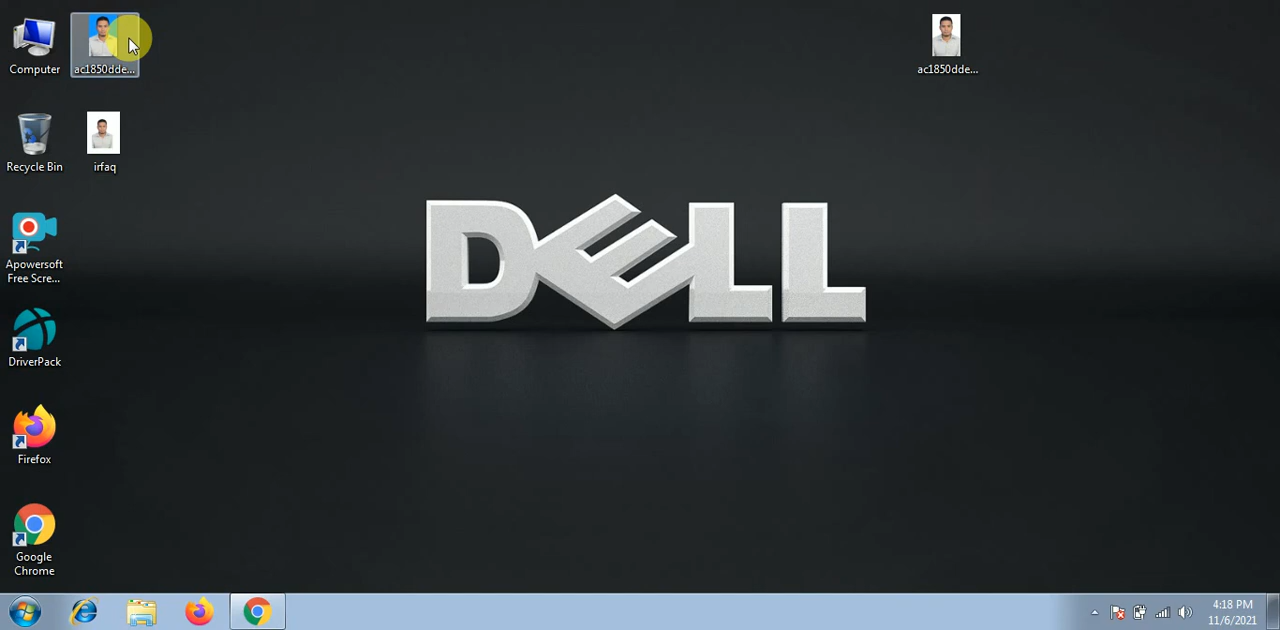 Computer
ac1850dde...
ac1850dde...
Recycle Bin
irfaq
DELL
Apowersoft
Free Scre...
DriverPack
Firefox
Google
Chrome
4:18 PM
11/6/2021